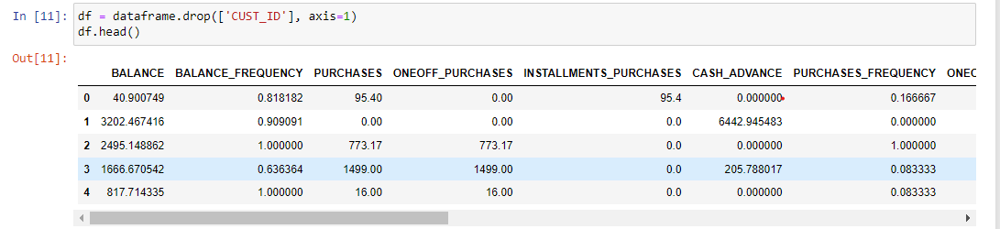 In [11]: df = dataframe.drop(['CUST_ID'], axis=1)
df.head()
Out[11]:
BALANCE BALANCE_FREQUENCY PURCHASES ONEOFF_PURCHASES INSTALLMENTS_PURCHASES CASH_ADVANCE PURCHASES_FREQUENCY ONEC
0 40.900749 0.818182 95.40 0.00 95.4 0.000000 0.166667
1 3202.467416 0.909091 0.00 0.00 0.0 6442.945483 0.000000
2 2495.148862 1.000000 773.17 773.17 0.0 0.000000 1.000000
3 1666.670542 0.636364 1499.00 1499.00 0.0 205.788017 0.083333
4 817.714335 1.000000 16.00 16.00 0.0 0.000000 0.083333